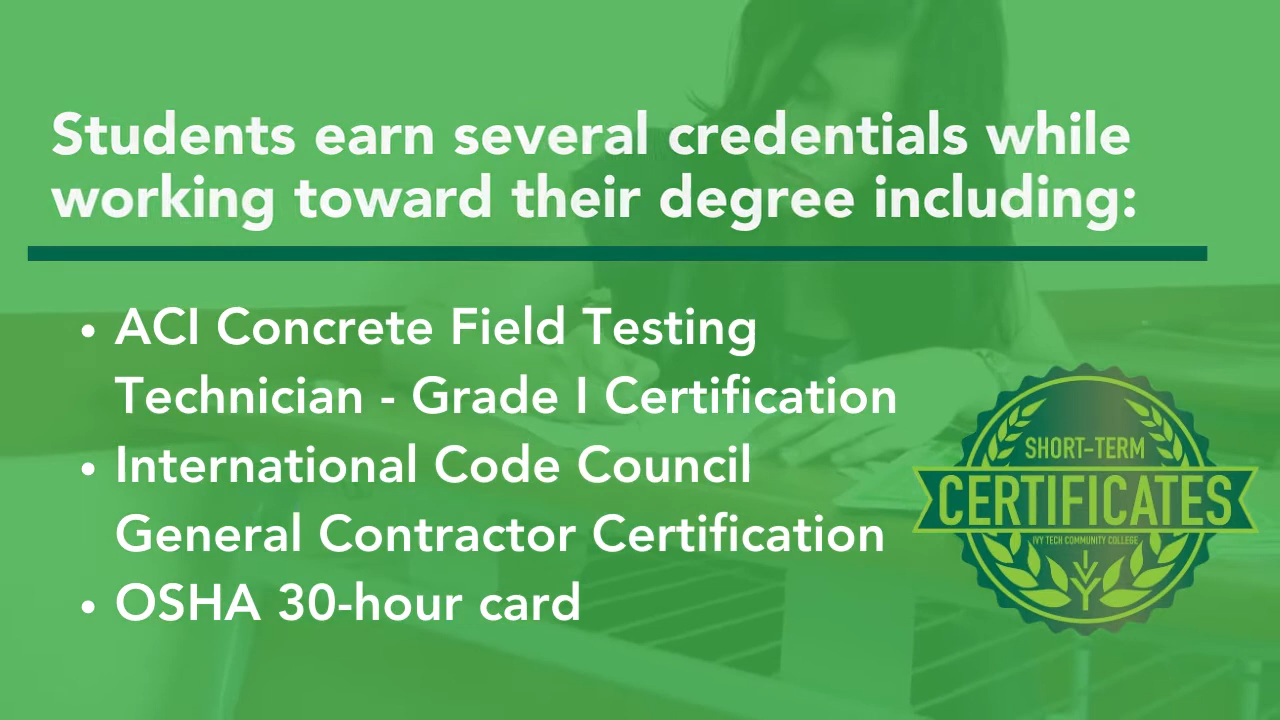 Students earn several credentials while
working toward their degree including:
• ACI Concrete Field Testing
Technician - Grade I Certification
• International Code Council
General Contractor Certification
• OSHA 30-hour card
SHORT-TERM
CERTIFICATES
IVY TECH COMMUNITY COLLEGE